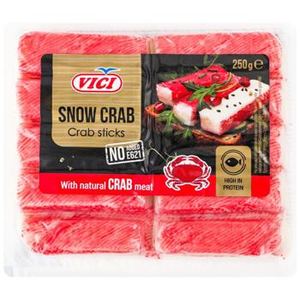 VICI
250g e
SNOW CRAB
Crab sticks
NO ADDED E621
With natural CRAB meat
HIGH IN
PROTEIN